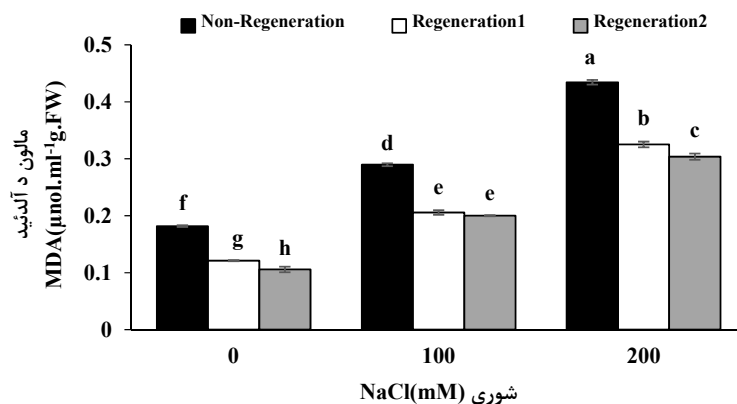 Non-Regeneration Regeneration1 Regeneration2
0.5
0.4
0.3
0.2
0.1
0
مالون د آلدئید
MDA(µnol.ml⁻¹g.FW)
f g h
d e e
a b c
0 100 200
NaCl(mM) شوری